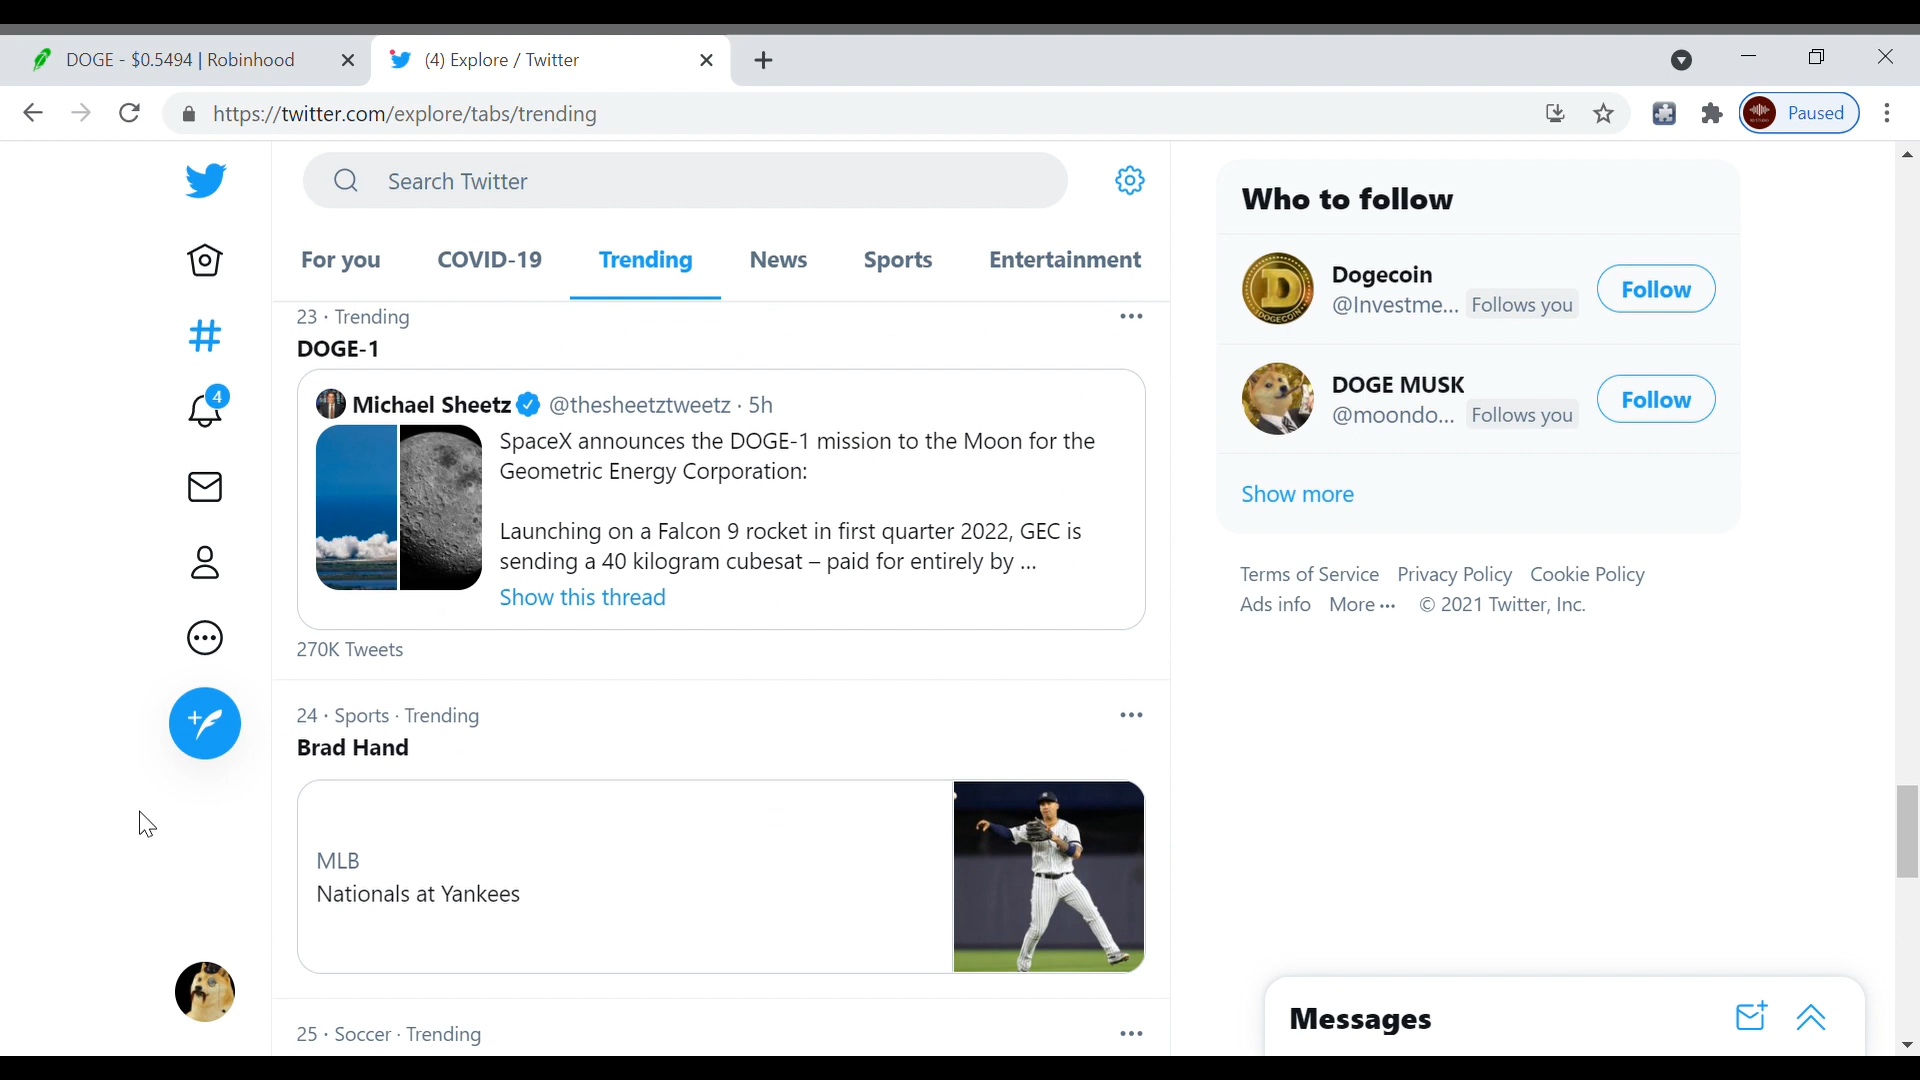 DOGE - $0.5494 | Robinhood
(4) Explore / Twitter
https://twitter.com/explore/tabs/trending
Paused
Search Twitter
For you
COVID-19
Trending
News
Sports
Entertainment
23 · Trending
DOGE-1
Michael Sheetz @thesheetztweetz · 5h
SpaceX announces the DOGE-1 mission to the Moon for the
Geometric Energy Corporation:
Launching on a Falcon 9 rocket in first quarter 2022, GEC is
sending a 40 kilogram cubesat – paid for entirely by ...
Show this thread
270K Tweets
24 · Sports · Trending
Brad Hand
MLB
Nationals at Yankees
25 · Soccer · Trending
4
Who to follow
Dogecoin
@Investme... Follows you
Follow
DOGE MUSK
@moondo... Follows you
Follow
Show more
Terms of Service Privacy Policy Cookie Policy
Ads info More ··· © 2021 Twitter, Inc.
Messages